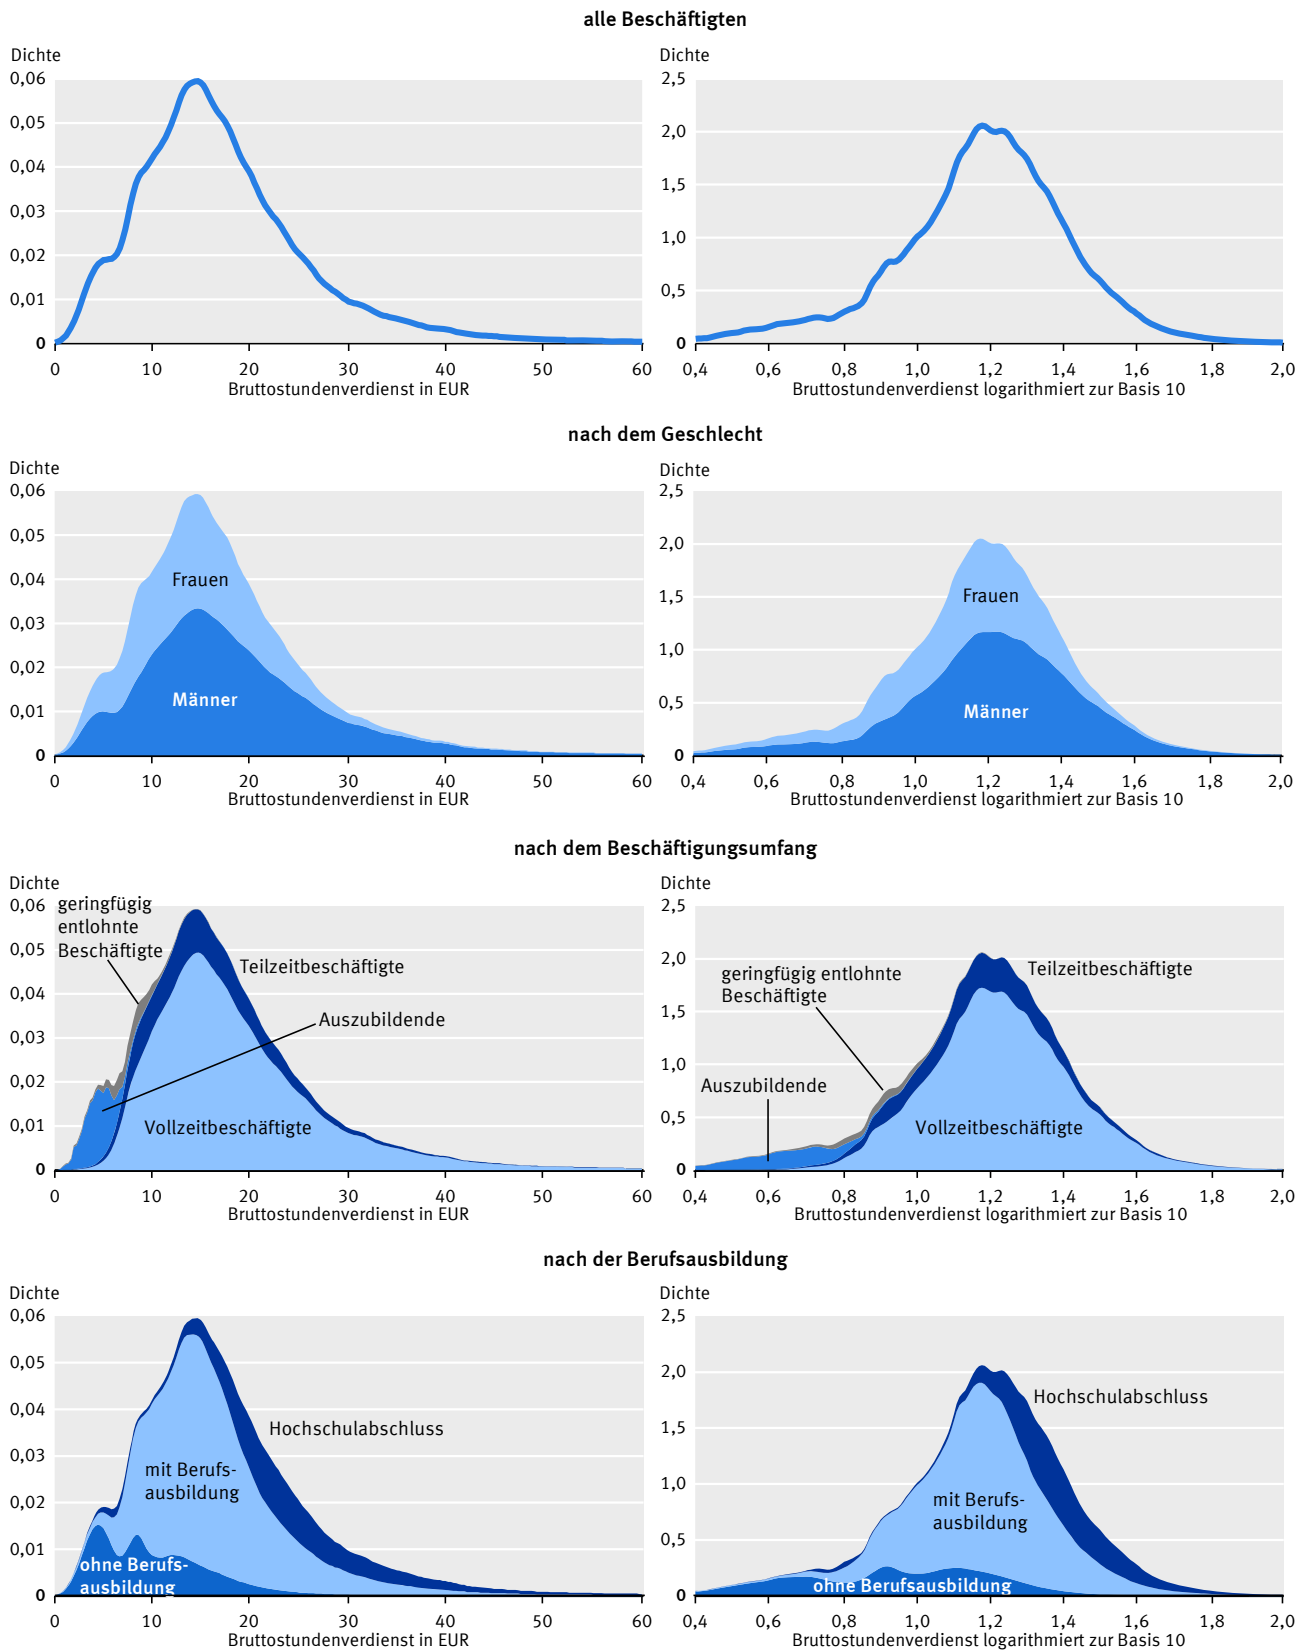 alle Beschäftigten
Dichte
0,06
0,05
0,04
0,03
0,02
0,01
0
0 10 20 30 40 50 60
Bruttostundenverdienst in EUR
Dichte
2,5
2,0
1,5
1,0
0,5
0
0,4 0,6 0,8 1,0 1,2 1,4 1,6 1,8 2,0
Bruttostundenverdienst logarithmiert zur Basis 10
nach dem Geschlecht
Dichte
0,06
0,05
0,04
0,03
0,02
0,01
0
Frauen
Männer
0 10 20 30 40 50 60
Bruttostundenverdienst in EUR
Dichte
2,5
2,0
1,5
1,0
0,5
0
Frauen
Männer
0,4 0,6 0,8 1,0 1,2 1,4 1,6 1,8 2,0
Bruttostundenverdienst logarithmiert zur Basis 10
nach dem Beschäftigungsumfang
Dichte
0,06
0,05
0,04
0,03
0,02
0,01
0
geringfügig
entlohnte
Beschäftigte
Teilzeitbeschäftigte
Auszubildende
Vollzeitbeschäftigte
0 10 20 30 40 50 60
Bruttostundenverdienst in EUR
Dichte
2,5
2,0
1,5
1,0
0,5
0
geringfügig entlohnte
Beschäftigte
Teilzeitbeschäftigte
Auszubildende
Vollzeitbeschäftigte
0,4 0,6 0,8 1,0 1,2 1,4 1,6 1,8 2,0
Bruttostundenverdienst logarithmiert zur Basis 10
nach der Berufsausbildung
Dichte
0,06
0,05
0,04
0,03
0,02
0,01
0
Hochschulabschluss
mit Berufs-
ausbildung
ohne Berufs-
ausbildung
0 10 20 30 40 50 60
Bruttostundenverdienst in EUR
Dichte
2,5
2,0
1,5
1,0
0,5
0
Hochschulabschluss
mit Berufs-
ausbildung
ohne Berufsausbildung
0,4 0,6 0,8 1,0 1,2 1,4 1,6 1,8 2,0
Bruttostundenverdienst logarithmiert zur Basis 10